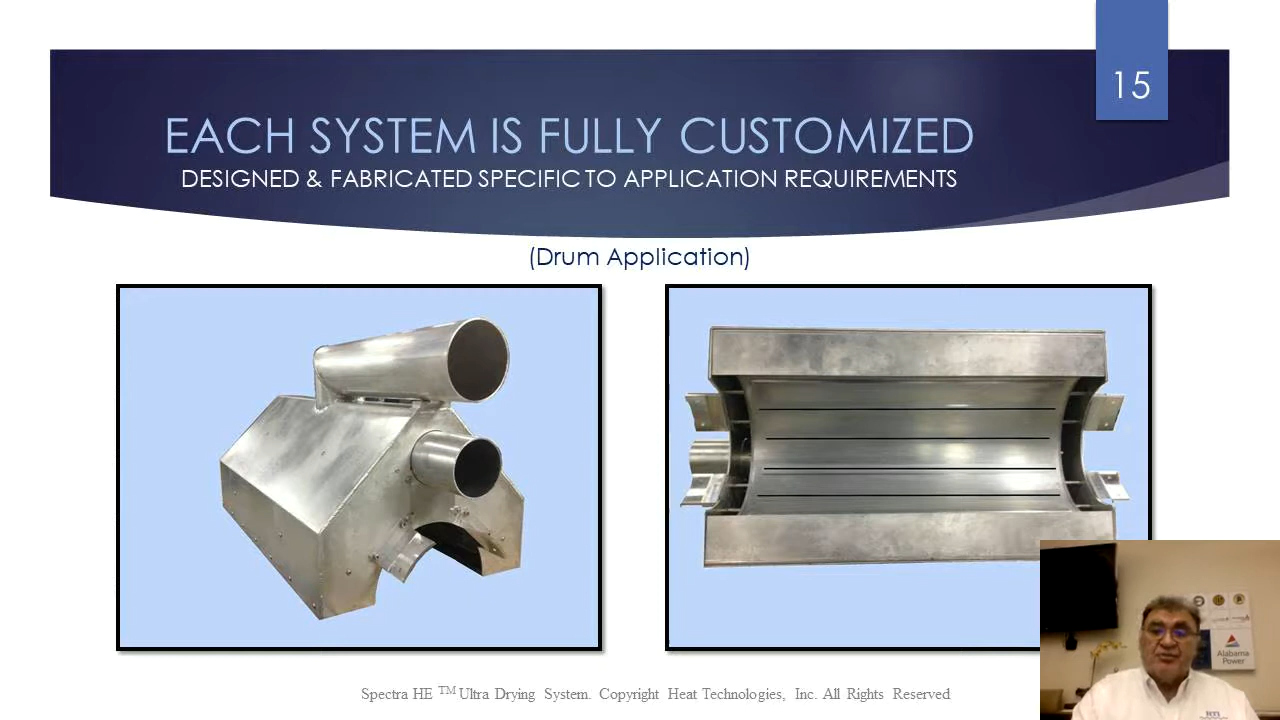 15
EACH SYSTEM IS FULLY CUSTOMIZED
DESIGNED & FABRICATED SPECIFIC TO APPLICATION REQUIREMENTS
(Drum Application)
Alabama
Power
Spectra HE TM Ultra Drying System. Copyright Heat Technologies, Inc. All Rights Reserved